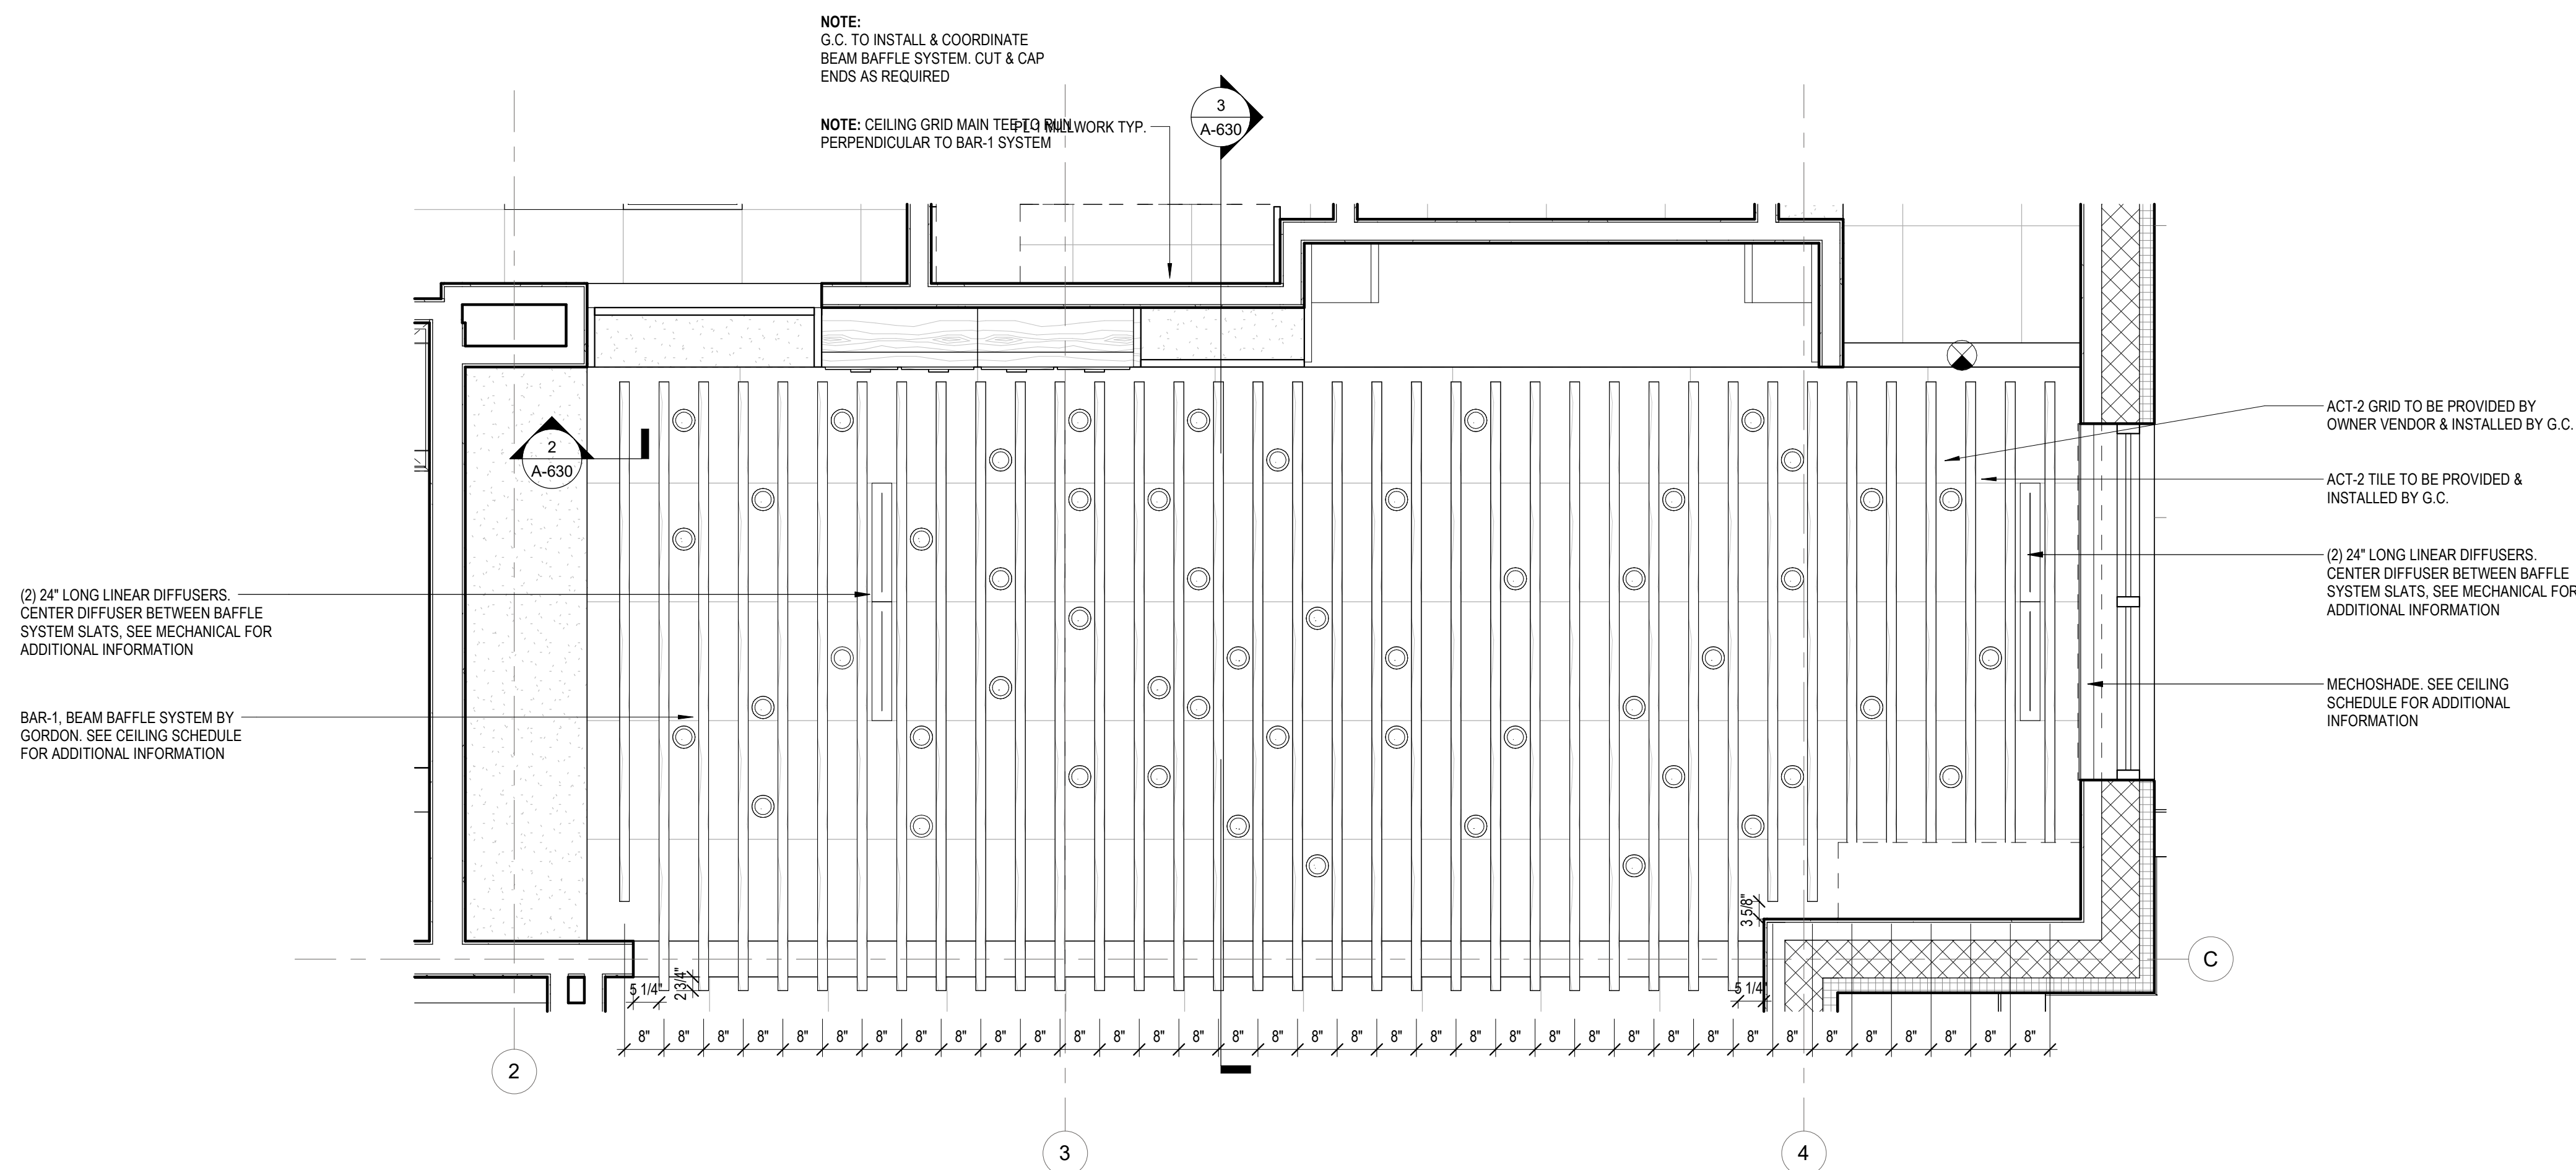 NOTE:
G.C. TO INSTALL & COORDINATE
BEAM BAFFLE SYSTEM. CUT & CAP
ENDS AS REQUIRED
NOTE: CEILING GRID MAIN TEE TO RUN
PERPENDICULAR TO BAR-1 SYSTEM
PL-1 MILLWORK TYP.
3
A-630
2
A-630
ACT-2 GRID TO BE PROVIDED BY
OWNER VENDOR & INSTALLED BY G.C.
ACT-2 TILE TO BE PROVIDED &
INSTALLED BY G.C.
(2) 24" LONG LINEAR DIFFUSERS.
CENTER DIFFUSER BETWEEN BAFFLE
SYSTEM SLATS, SEE MECHANICAL FOR
ADDITIONAL INFORMATION
(2) 24" LONG LINEAR DIFFUSERS.
CENTER DIFFUSER BETWEEN BAFFLE
SYSTEM SLATS, SEE MECHANICAL FOR
ADDITIONAL INFORMATION
MECHOSHADE. SEE CEILING
SCHEDULE FOR ADDITIONAL
INFORMATION
BAR-1, BEAM BAFFLE SYSTEM BY
GORDON. SEE CEILING SCHEDULE
FOR ADDITIONAL INFORMATION
3 5/8"
C
5 1/4"
2 3/4"
5 1/4"
8" 8" 8" 8" 8" 8" 8" 8" 8" 8" 8" 8" 8" 8" 8" 8" 8" 8" 8" 8" 8" 8" 8" 8" 8" 8" 8" 8" 8" 8" 8" 8" 8" 8" 8" 8"
2
3
4